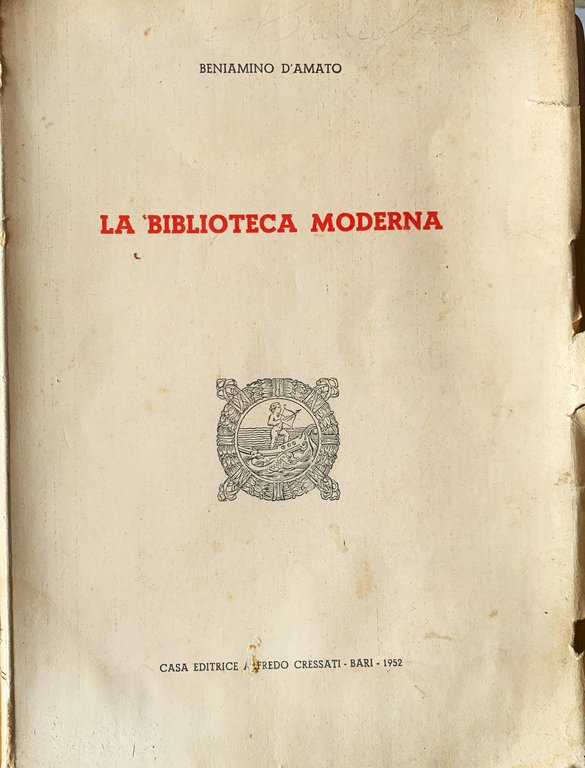 BENIAMINO D'AMATO
LA BIBLIOTECA MODERNA
CASA EDITRICE ALFREDO CRESSATI - BARI - 1952